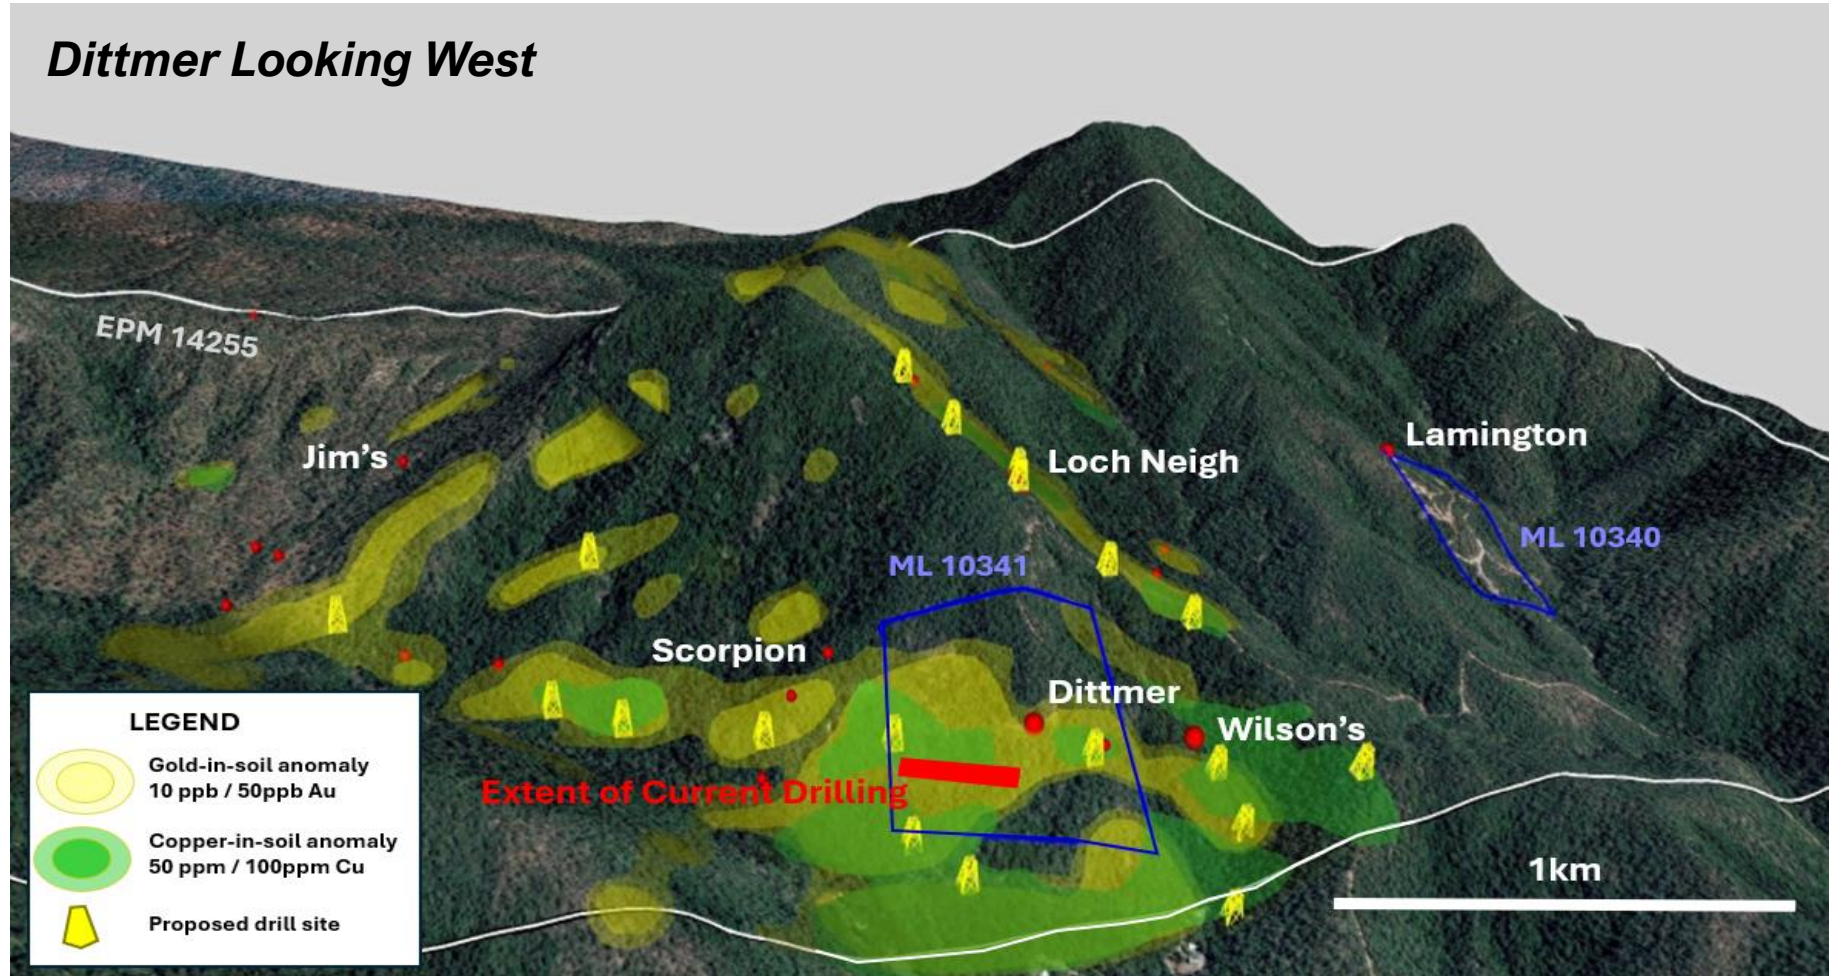 Dittmer Looking West
EPM 14255
Jim's
Lamington
Loch Neigh
ML 10340
ML 10341
Scorpion
Dittmer
Wilson's
Extent of Current Drilling
1km
LEGEND
Gold-in-soil anomaly
10 ppb / 50ppb Au
Copper-in-soil anomaly
50 ppm / 100ppm Cu
Proposed drill site